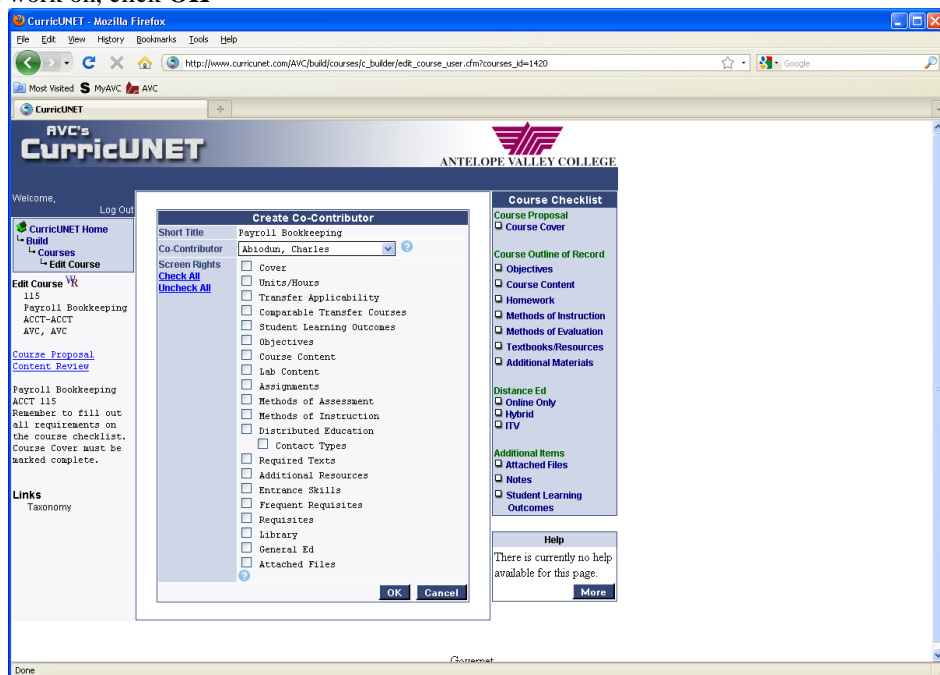 work on, click OK
CurricUNET - Mozilla Firefox
File Edit View History Bookmarks Tools Help
http://www.curricunet.com/AVC/build/courses/c_builder/edit_course_user.cfm?courses_id=1420
Google
Most Visited MyAVC AVC
CurricUNET
AVC's
CurricUNET
ANTELOPE VALLEY COLLEGE
Welcome,
Log Out
CurricUNET Home
Build
Courses
Edit Course
Edit Course WR
115
Payroll Bookkeeping
ACCT-ACCT
AVC, AVC
Course Proposal
Content Review
Payroll Bookkeeping
ACCT 115
Remember to fill out
all requirements on
the course checklist.
Course Cover must be
marked complete.
Links
Taxonomy
Create Co-Contributor
Short Title Payroll Bookkeeping
Co-Contributor Abiodun, Charles
Screen Rights
Check All
Uncheck All
Cover
Units/Hours
Transfer Applicability
Comparable Transfer Courses
Student Learning Outcomes
Objectives
Course Content
Lab Content
Assignments
Methods of Assessment
Methods of Instruction
Distributed Education
Contact Types
Required Texts
Additional Resources
Entrance Skills
Frequent Requisites
Requisites
Library
General Ed
Attached Files
OK Cancel
Course Checklist
Course Proposal
Course Cover
Course Outline of Record
Objectives
Course Content
Homework
Methods of Instruction
Methods of Evaluation
Textbooks/Resources
Additional Materials
Distance Ed
Online Only
Hybrid
ITV
Additional Items
Attached Files
Notes
Student Learning
Outcomes
Help
There is currently no help
available for this page.
More
Governet
Done